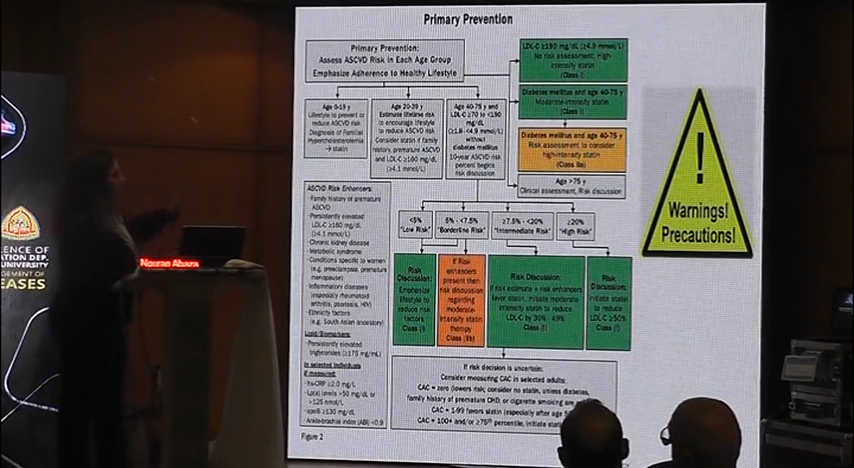 Primary Prevention
Primary Prevention:
Assess ASCVD Risk in Each Age Group
Emphasize Adherence to Healthy Lifestyle
LDL-C ≥190 mg/dL (≥4.9 mmol/L)
No risk assessment; High-
intensity statin
(Class I)
Diabetes mellitus and age 40-75 y
Moderate-intensity statin
(Class I)
Diabetes mellitus and age 40-75 y
Risk assessment to consider
high-intensity statin
(Class IIa)
Age >75 y
Clinical assessment, Risk discussion
Age 0-19 y
Lifestyle to prevent or
reduce ASCVD risk
Diagnosis of Familial
Hypercholesterolemia
→ statin
Age 20-39 y
Estimate lifetime risk
to encourage lifestyle
to reduce ASCVD risk
Consider statin if family
history, premature ASCVD
and LDL-C ≥160 mg/dL
(≥4.1 mmol/L)
Age 40-75 y and
LDL-C ≥70 to <190
mg/dL
(≥1.8-<4.9 mmol/L)
without
diabetes mellitus
10-year ASCVD risk
percent begins
risk discussion
<5%
"Low Risk"
5% - <7.5%
"Borderline Risk"
≥7.5% - <20%
"Intermediate Risk"
≥20%
"High Risk"
Risk
Discussion:
Emphasize
lifestyle to
reduce risk
factors
(Class I)
If Risk
enhancers
present then
risk discussion
regarding
moderate-
intensity statin
therapy
Class (IIb)
Risk Discussion:
If risk estimate + risk enhancers
favor statin, initiate moderate
intensity statin to reduce
LDL-C by 30% - 49%
(Class I)
Risk
Discussion:
Initiate statin
to reduce
LDL-C ≥50%
(Class I)
ASCVD Risk Enhancers:
- Family history of premature
ASCVD
- Persistently elevated
LDL-C ≥160 mg/dL
(≥4.1 mmol/L)
- Chronic kidney disease
- Metabolic syndrome
- Conditions specific to women
(e.g. preeclampsia, premature
menopause)
- Inflammatory diseases
(especially rheumatoid
arthritis, psoriasis, HIV)
- Ethnicity factors
(e.g. South Asian ancestory)
Lipid/Biomarkers:
- Persistently elevated
triglycerides (≥175 mg/mL)
In selected individuals
if measured:
- hs-CRP ≥2.0 mg/L
- Lp(a) levels >50 mg/dL or
>125 nmol/L
- apoB ≥130 mg/dL
- Ankle-brachial index (ABI) <0.9
If risk decision is uncertain:
Consider measuring CAC in selected adults:
CAC = zero (lowers risk; consider no statin, unless diabetes,
family history of premature CHD, or cigarette smoking are
CAC = 1-99 favors statin (especially after age
CAC = 100+ and/or ≥75th percentile, initiate statin
Figure 2
!
Warnings!
Precautions!
Nouran Abaza
ENCE OF
ATION DEP.
UNIVERSITY
GEMENT OF
EASES